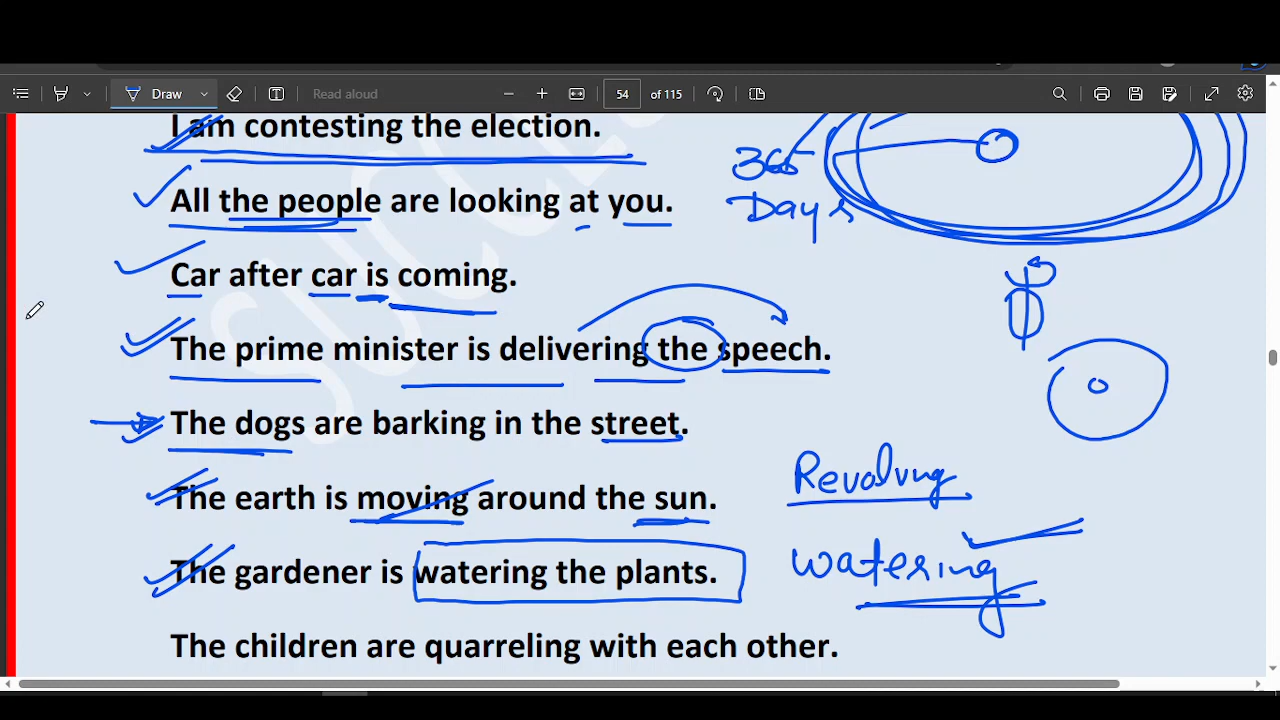 Draw
Read aloud
54 of 115
I am contesting the election.
365
Days
All the people are looking at you.
Car after car is coming.
The prime minister is delivering the speech.
The dogs are barking in the street.
Revolving
The earth is moving around the sun.
watering
The gardener is watering the plants.
The children are quarreling with each other.